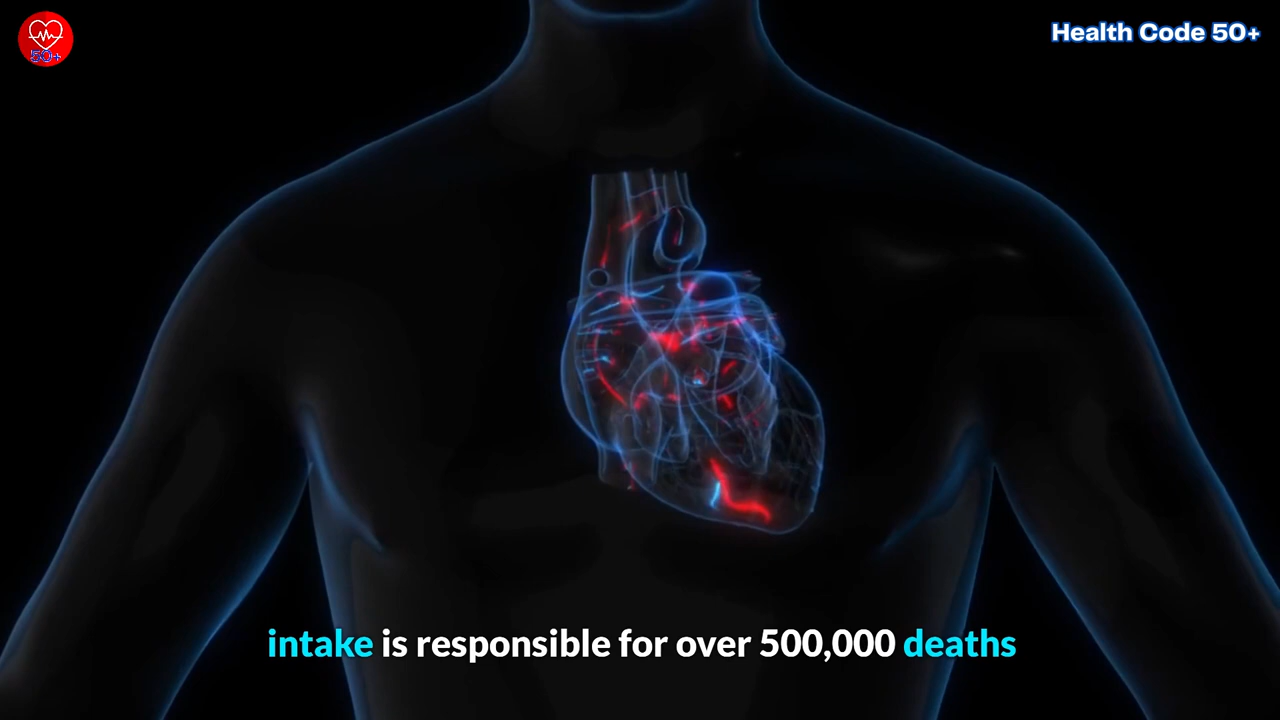 50+
Health Code 50+
intake is responsible for over 500,000 deaths